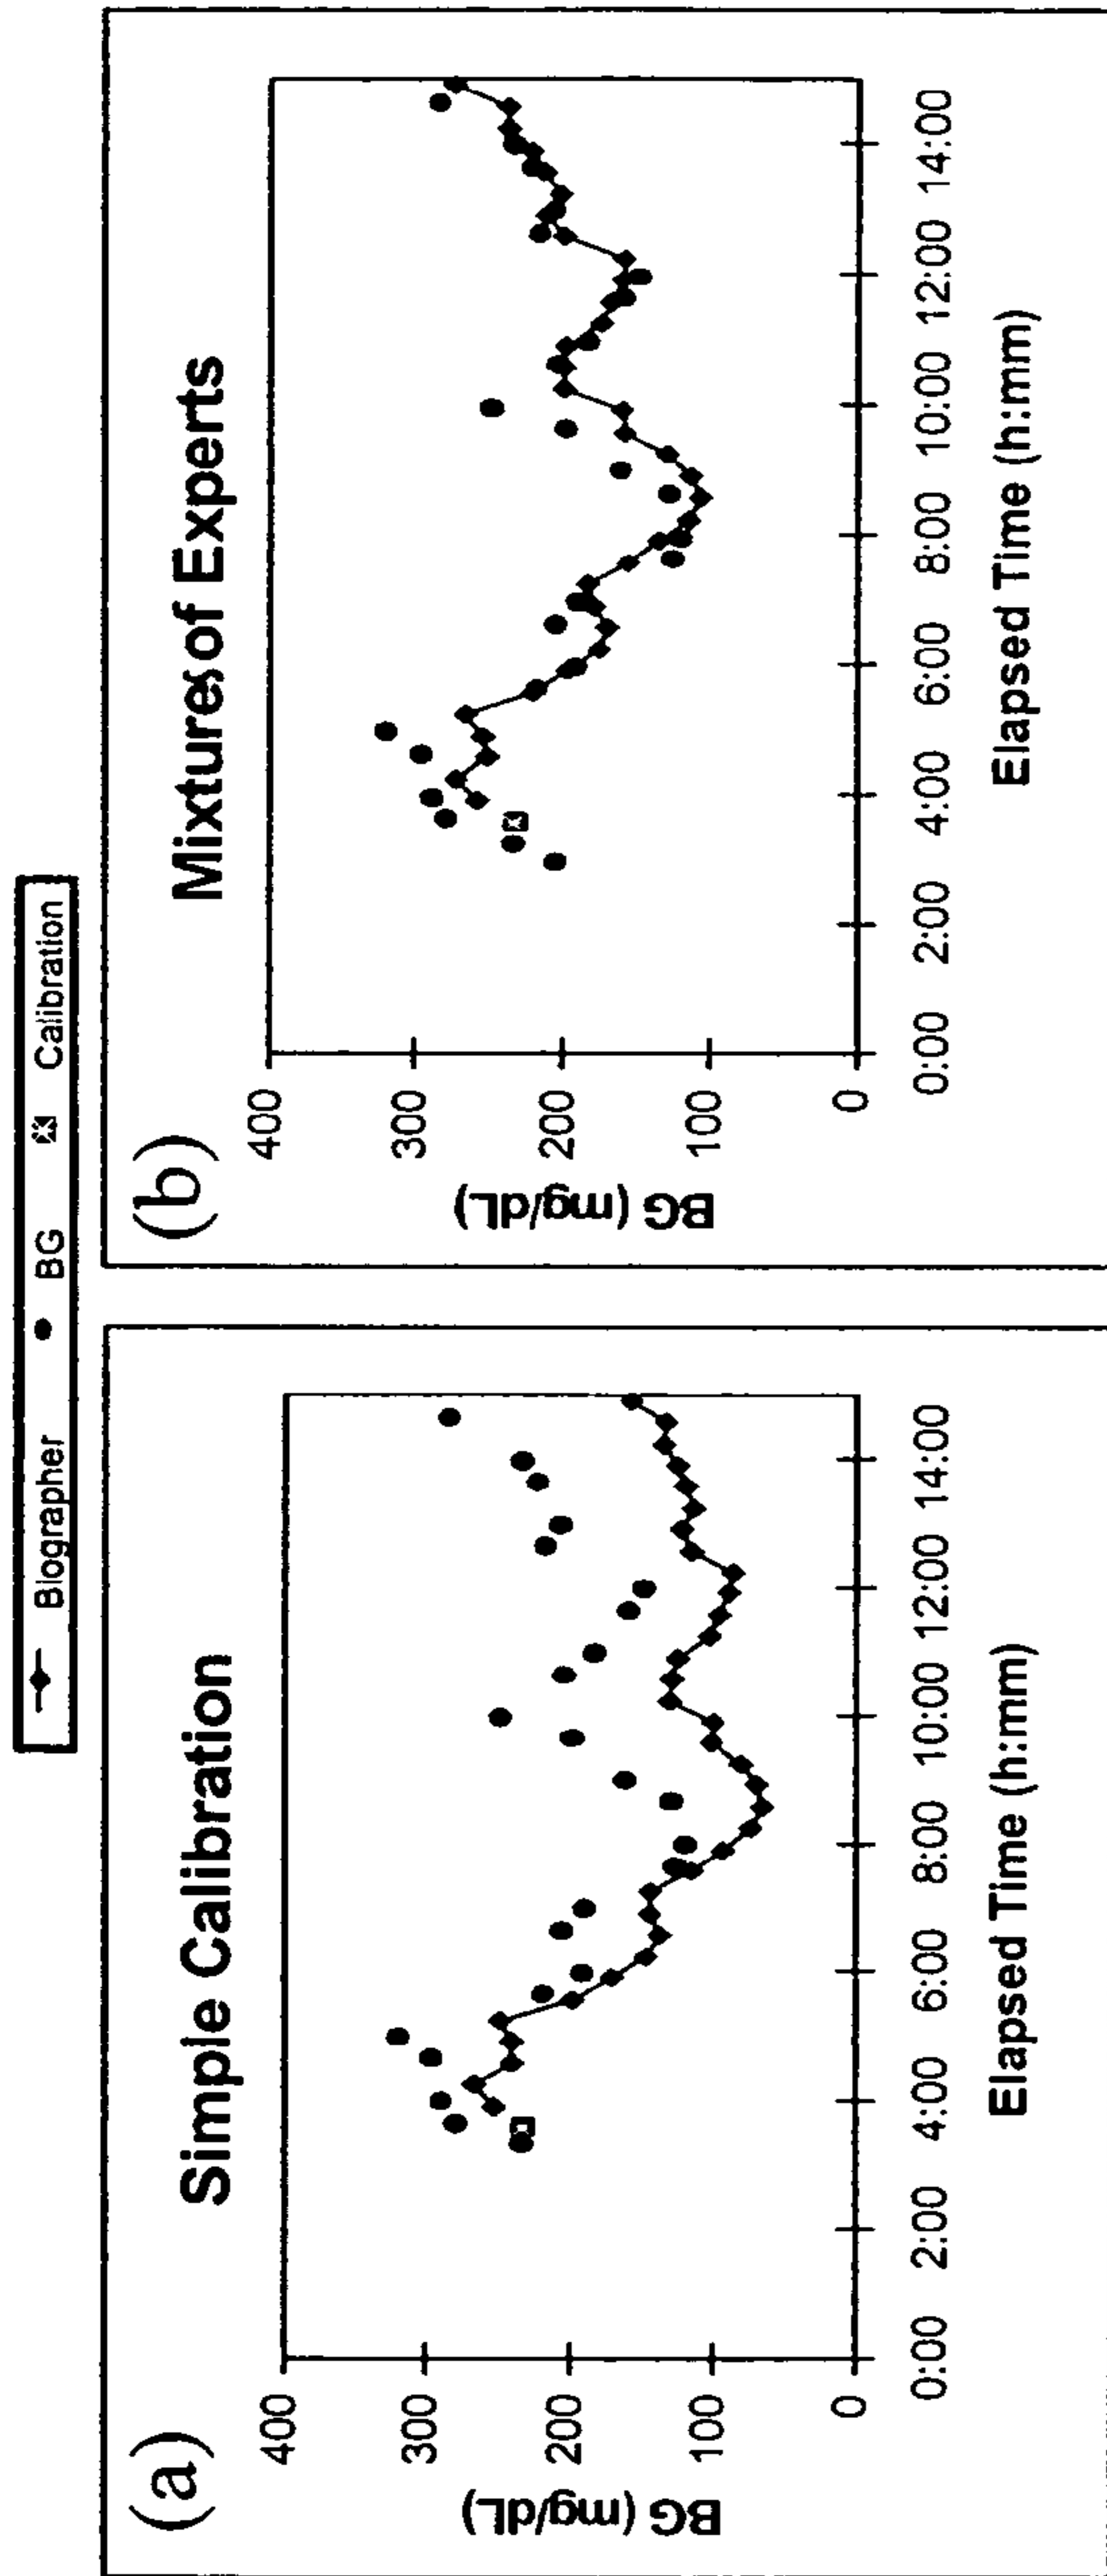 Biographer BG Calibration
(a)
Simple Calibration
400
300
200
100
0
BG (mg/dL)
0:00 2:00 4:00 6:00 8:00 10:00 12:00 14:00
Elapsed Time (h:mm)
(b)
Mixtures of Experts
400
300
200
100
0
BG (mg/dL)
0:00 2:00 4:00 6:00 8:00 10:00 12:00 14:00
Elapsed Time (h:mm)